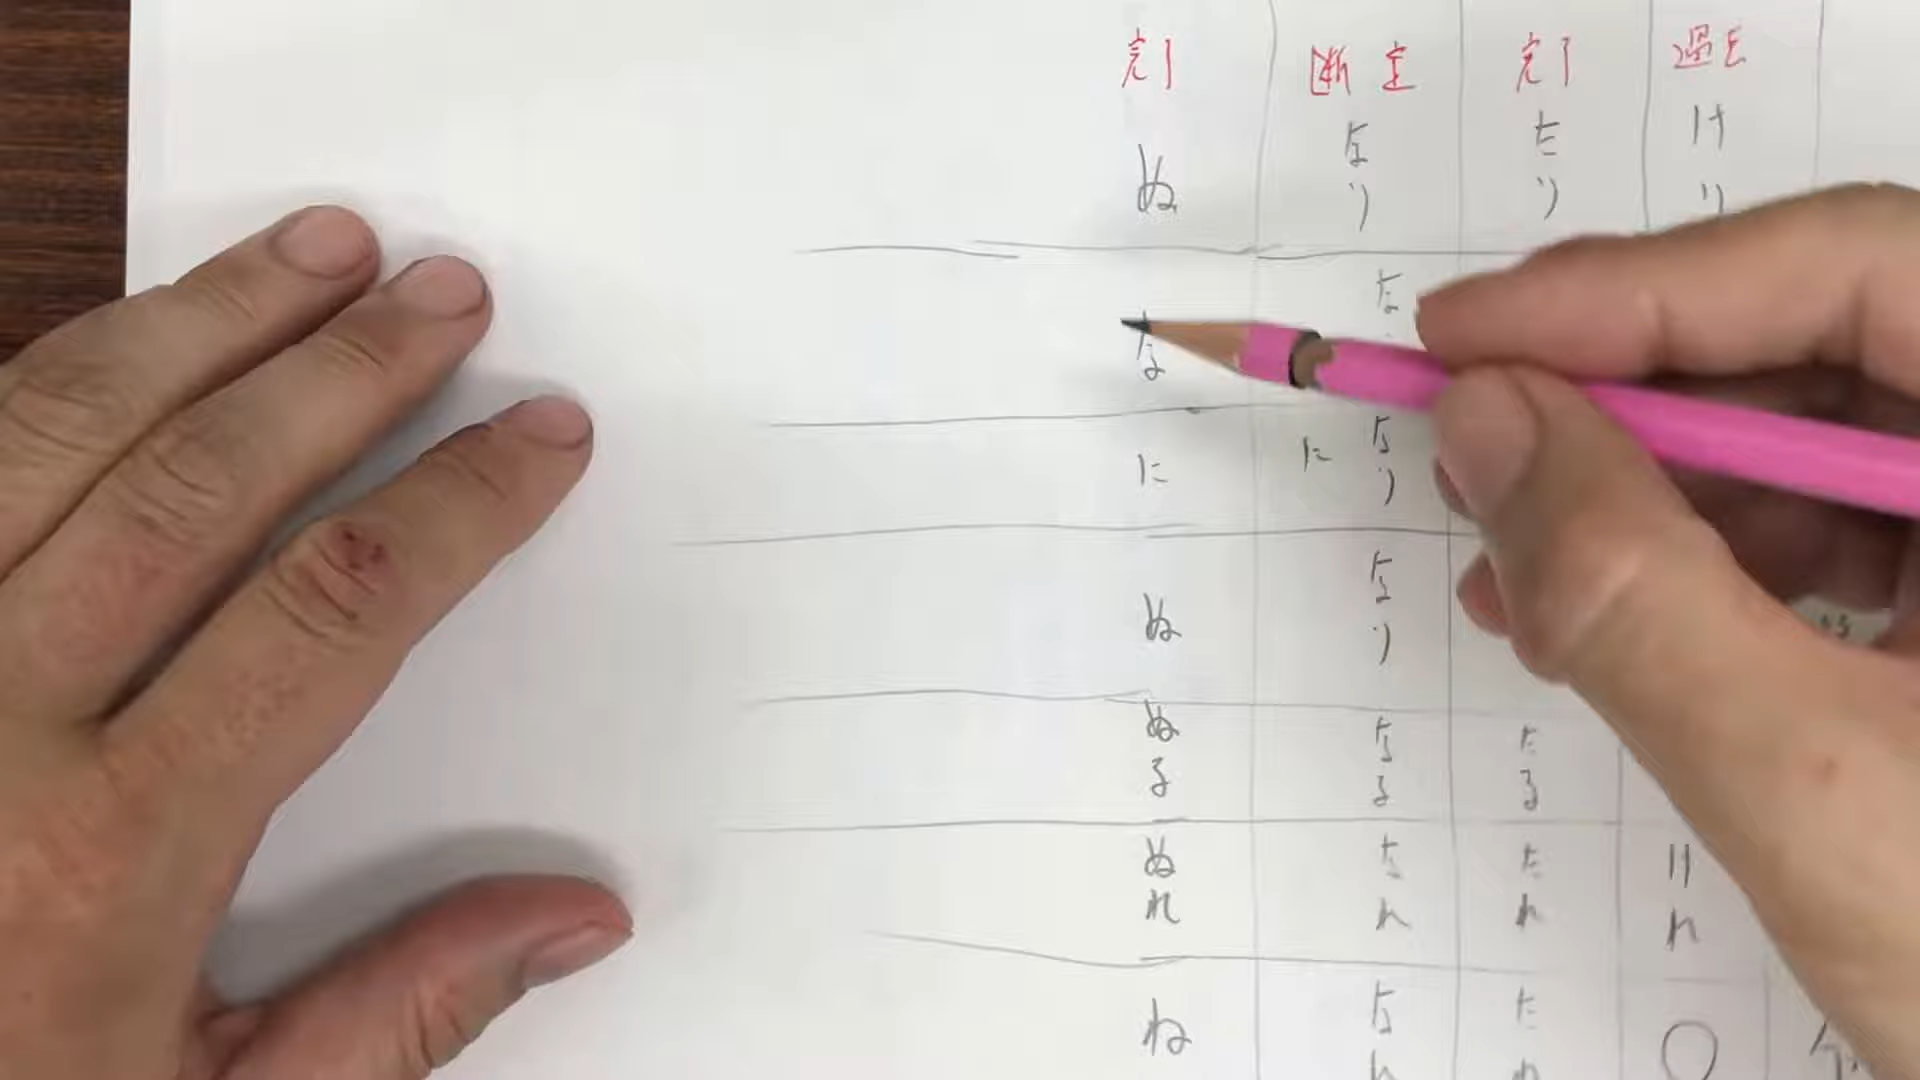 過去
けり
けれ
〇
完了
たり
たる
たれ
たれ
断定
なり
なら
なり
に
なり
なる
なれ
なれ
完了
ぬ
な
に
ぬ
ぬる
ぬれ
ね